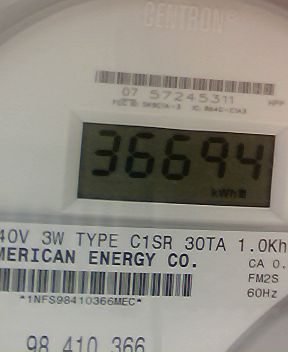 CENTRON®
07 57245311
HPP
36694
kWh
40V 3W TYPE C1SR 30TA 1.0Kh
MERICAN ENERGY CO.
CA 0.
FM2S
*1NFS98410366MEC*
60Hz
98 410 366